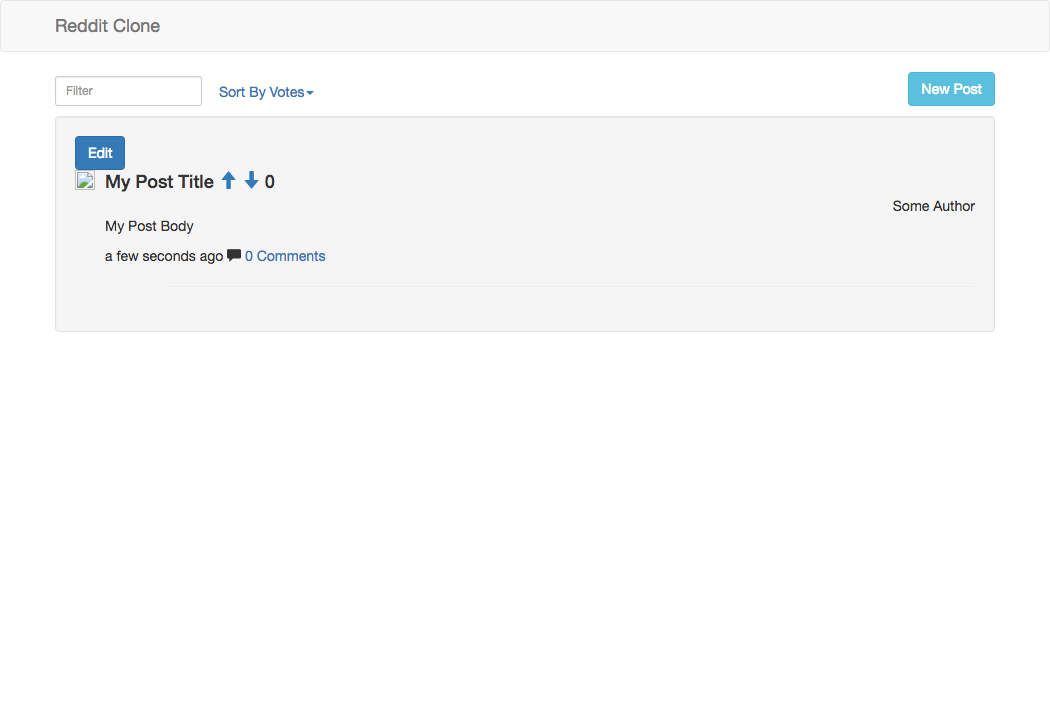 Reddit Clone
Filter
Sort By Votes
New Post
Edit
My Post Title 0
Some Author
My Post Body
a few seconds ago 0 Comments